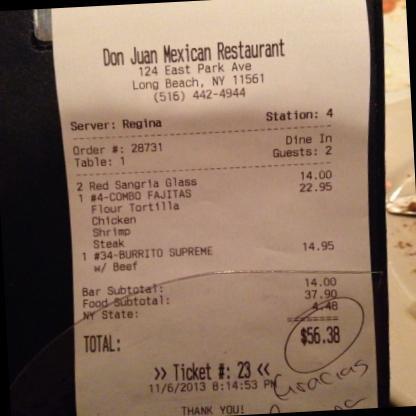 Don Juan Mexican Restaurant
124 East Park Ave
Long Beach, NY 11561
(516) 442-4944
Server: Regina Station: 4
Order #: 28731 Dine In
Table: 1 Guests: 2
2 Red Sangria Glass 14.00
1 #4-COMBO FAJITAS 22.95
Flour Tortilla
Chicken
Shrimp
Steak
1 #34-BURRITO SUPREME 14.95
w/ Beef
Bar Subtotal: 14.00
Food Subtotal: 37.90
NY State: 4.48
TOTAL: $56.38
>> Ticket #: 23 <<
11/6/2013 8:14:53 PM
Gracias
THANK YOU!